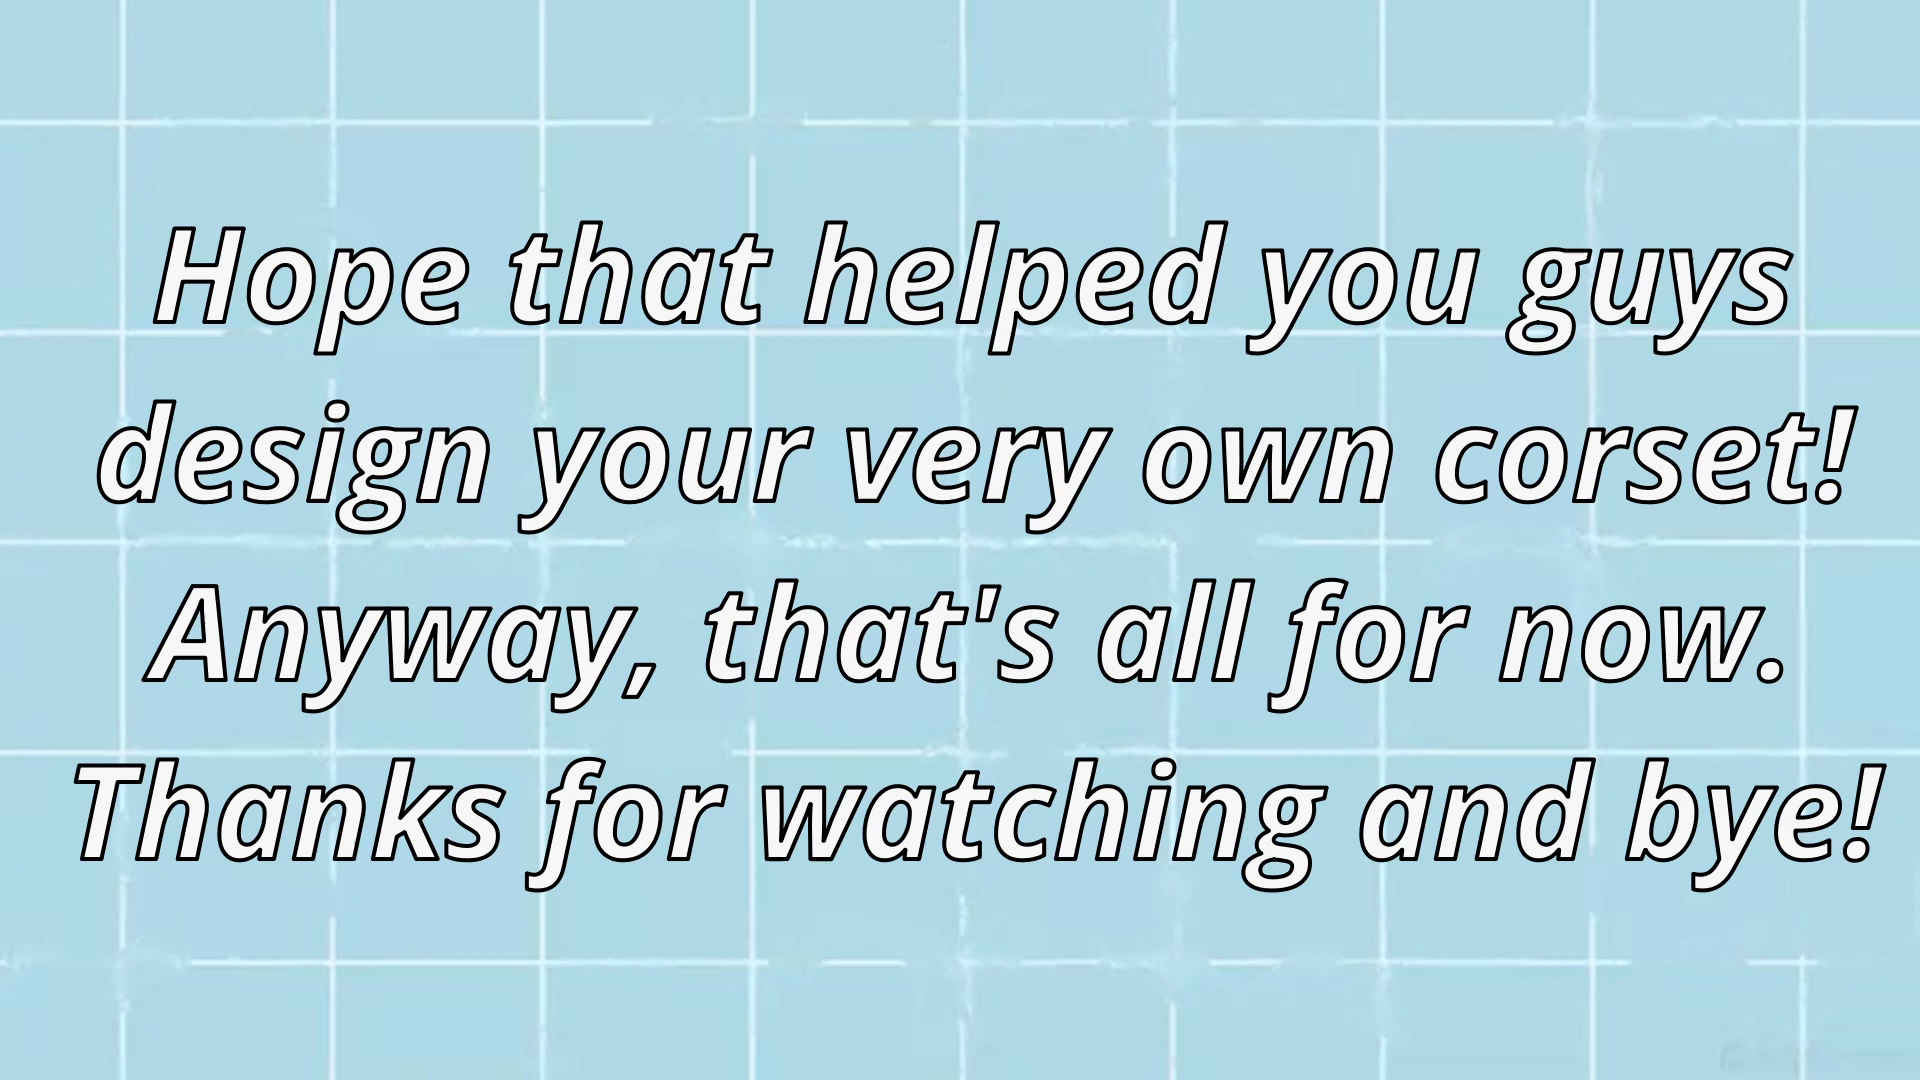 Hope that helped you guys
design your very own corset!
Anyway, that's all for now.
Thanks for watching and bye!